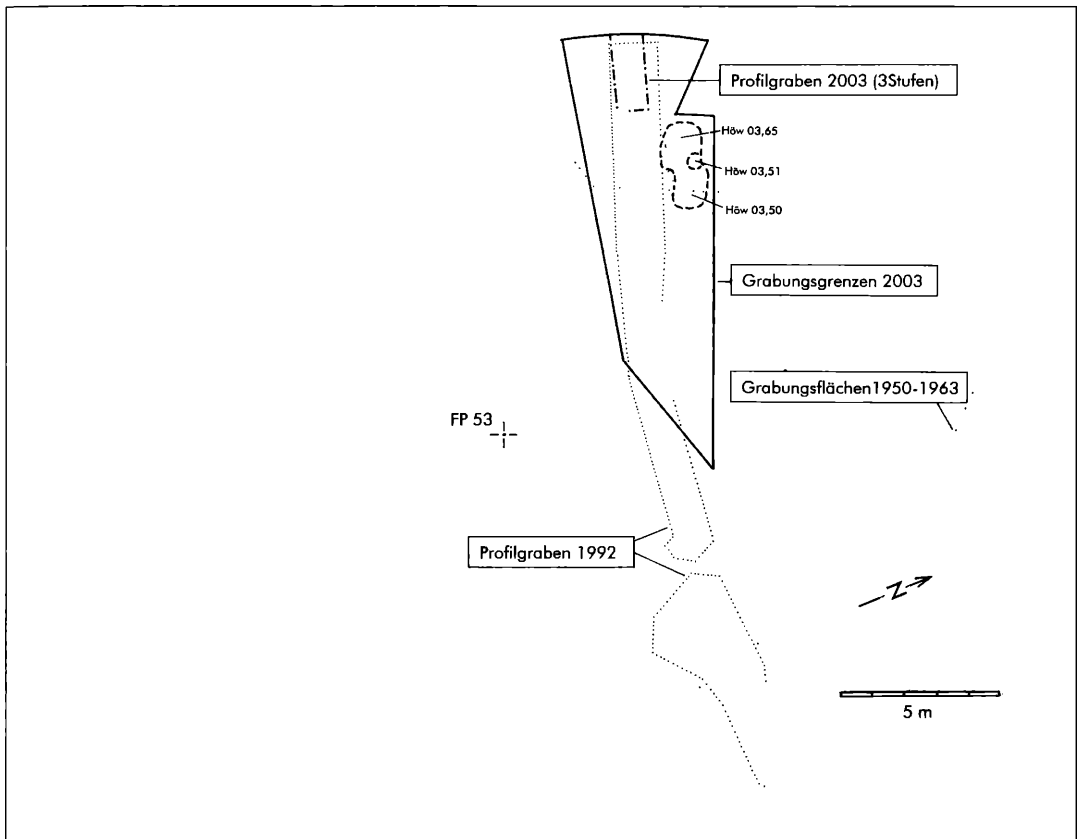 Profilgraben 2003 (3Stufen)
Höw 03,65
Höw 03,51
Höw 03,50
Grabungsgrenzen 2003
Grabungsflächen1950-1963
FP 53
Profilgraben 1992
N
5 m